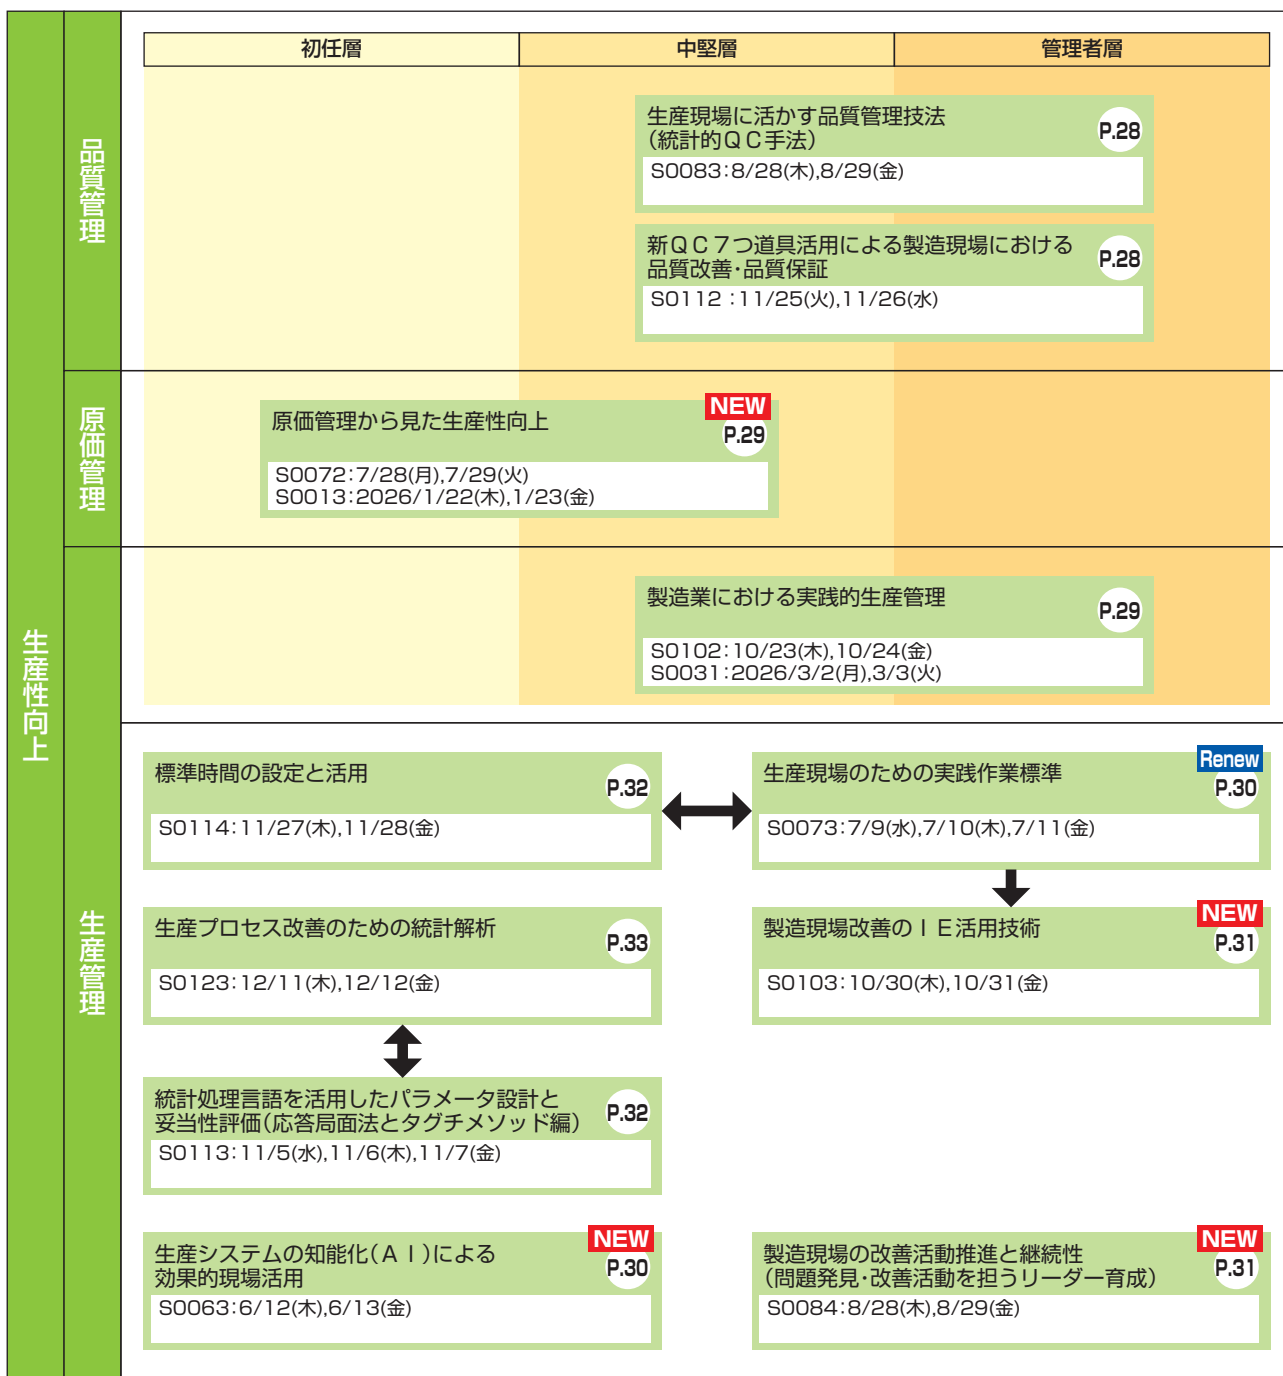 生産性向上
品質管理
原価管理
生産管理
初任層
中堅層
管理者層
生産現場に活かす品質管理技法
（統計的ＱＣ手法）
P.28
S0083：8/28(木),8/29(金)
新ＱＣ７つ道具活用による製造現場における
品質改善・品質保証
P.28
S0112：11/25(火),11/26(水)
原価管理から見た生産性向上
NEW
P.29
S0072：7/28(月),7/29(火)
S0013：2026/1/22(木),1/23(金)
製造業における実践的生産管理
P.29
S0102：10/23(木),10/24(金)
S0031：2026/3/2(月),3/3(火)
標準時間の設定と活用
P.32
S0114：11/27(木),11/28(金)
生産現場のための実践作業標準
Renew
P.30
S0073：7/9(水),7/10(木),7/11(金)
生産プロセス改善のための統計解析
P.33
S0123：12/11(木),12/12(金)
製造現場改善のＩＥ活用技術
NEW
P.31
S0103：10/30(木),10/31(金)
統計処理言語を活用したパラメータ設計と
妥当性評価（応答局面法とタグチメソッド編）
P.32
S0113：11/5(水),11/6(木),11/7(金)
生産システムの知能化（ＡＩ）による
効果的現場活用
NEW
P.30
S0063：6/12(木),6/13(金)
製造現場の改善活動推進と継続性
（問題発見・改善活動を担うリーダー育成）
NEW
P.31
S0084：8/28(木),8/29(金)